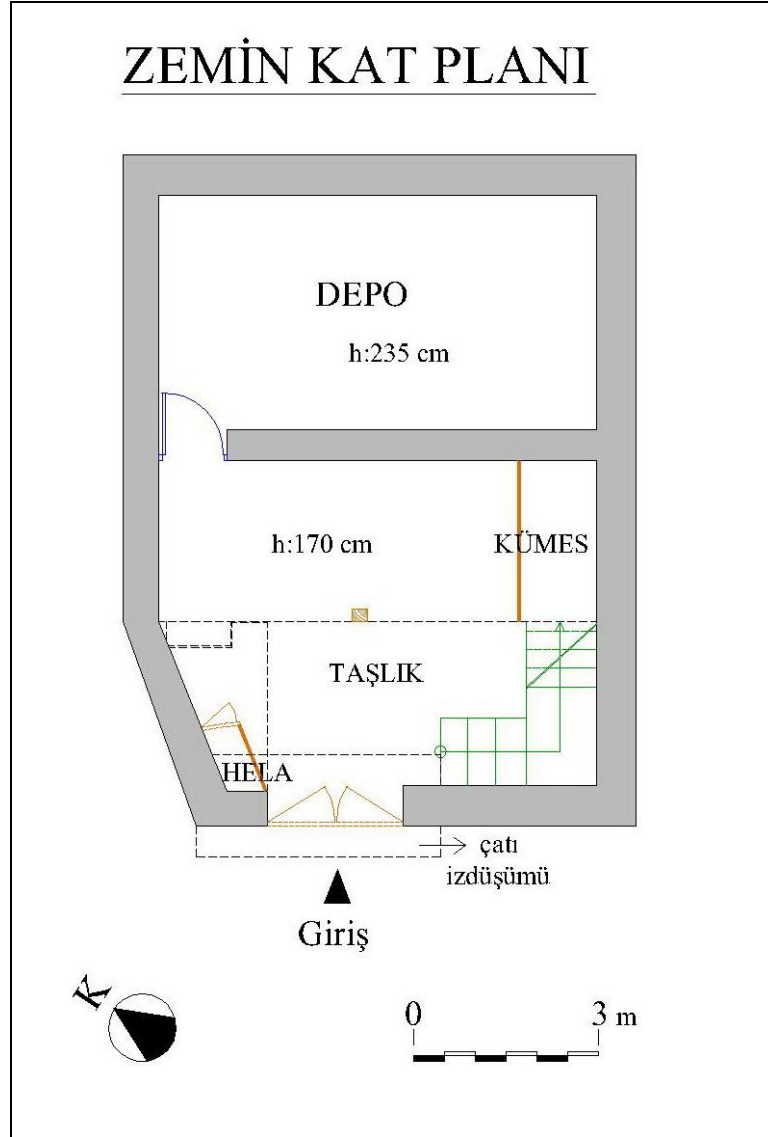 ZEMİN KAT PLANI
DEPO
h:235 cm
h:170 cm
KÜMES
TAŞLIK
HELA
çatı
izdüşümü
Giriş
K
0 3 m